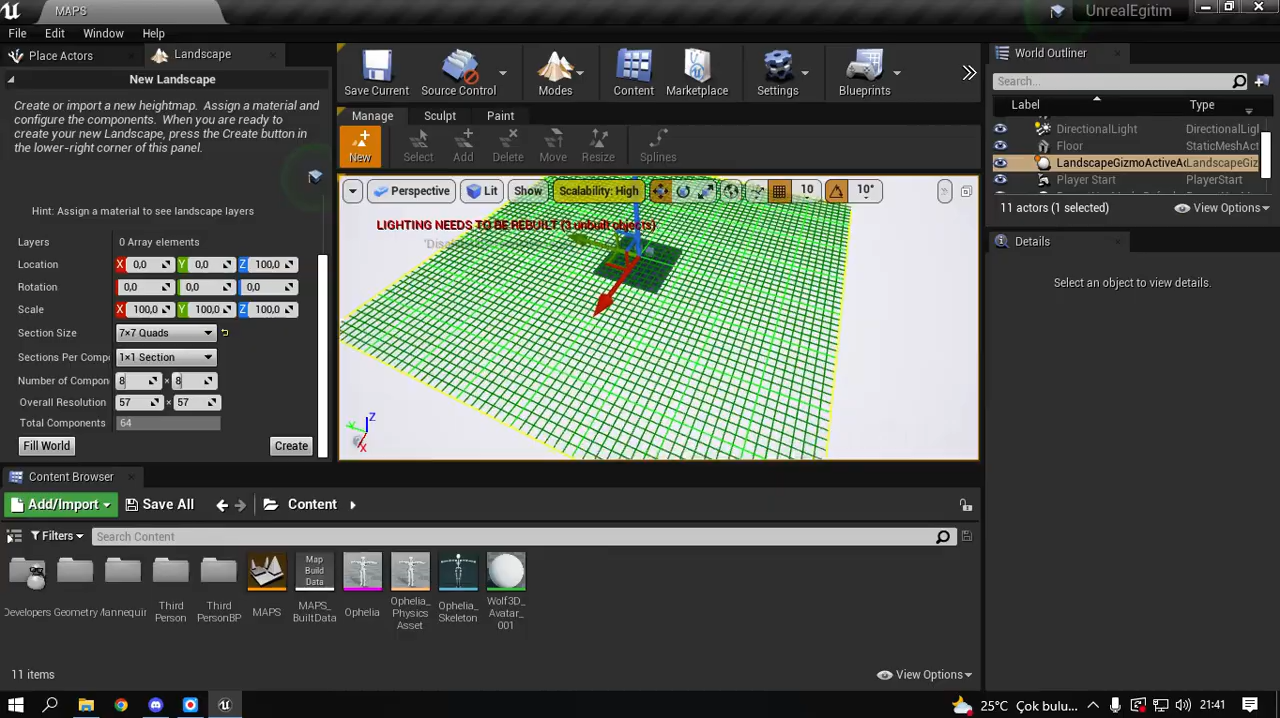 MAPS
UnrealEgitim
File Edit Window Help
Place Actors
Landscape
New Landscape
Create or import a new heightmap. Assign a material and
configure the components. When you are ready to
create your new Landscape, press the Create button in
the lower-right corner of this panel.
Hint: Assign a material to see landscape layers
Layers 0 Array elements
Location X 0,0 Y 0,0 Z 100,0
Rotation 0,0 0,0 0,0
Scale X 100,0 Y 100,0 Z 100,0
Section Size 7×7 Quads
Sections Per Compo 1×1 Section
Number of Compon 8 × 8
Overall Resolution 57 × 57
Total Components 64
Fill World
Create
Save Current
Source Control
Modes
Content
Marketplace
Settings
Blueprints
Manage Sculpt Paint
New Select Add Delete Move Resize Splines
Perspective Lit Show Scalability: High 10 10°
LIGHTING NEEDS TO BE REBUILT (3 unbuilt objects)
Z
X
World Outliner
Search...
Label Type
DirectionalLight DirectionalLigl
Floor StaticMeshAc
LandscapeGizmoActiveAc LandscapeGiz
Player Start PlayerStart
11 actors (1 selected) View Options
Details
Select an object to view details.
Content Browser
Add/Import Save All Content
Filters Search Content
Developers
Geometry
Mannequin
Third
Person
Third
PersonBP
MAPS
Map
Build
Data
MAPS_
BuiltData
Ophelia
Ophelia_
Physics
Asset
Ophelia_
Skeleton
Wolf3D_
Avatar_
001
11 items View Options
25°C Çok bulu... 21:41